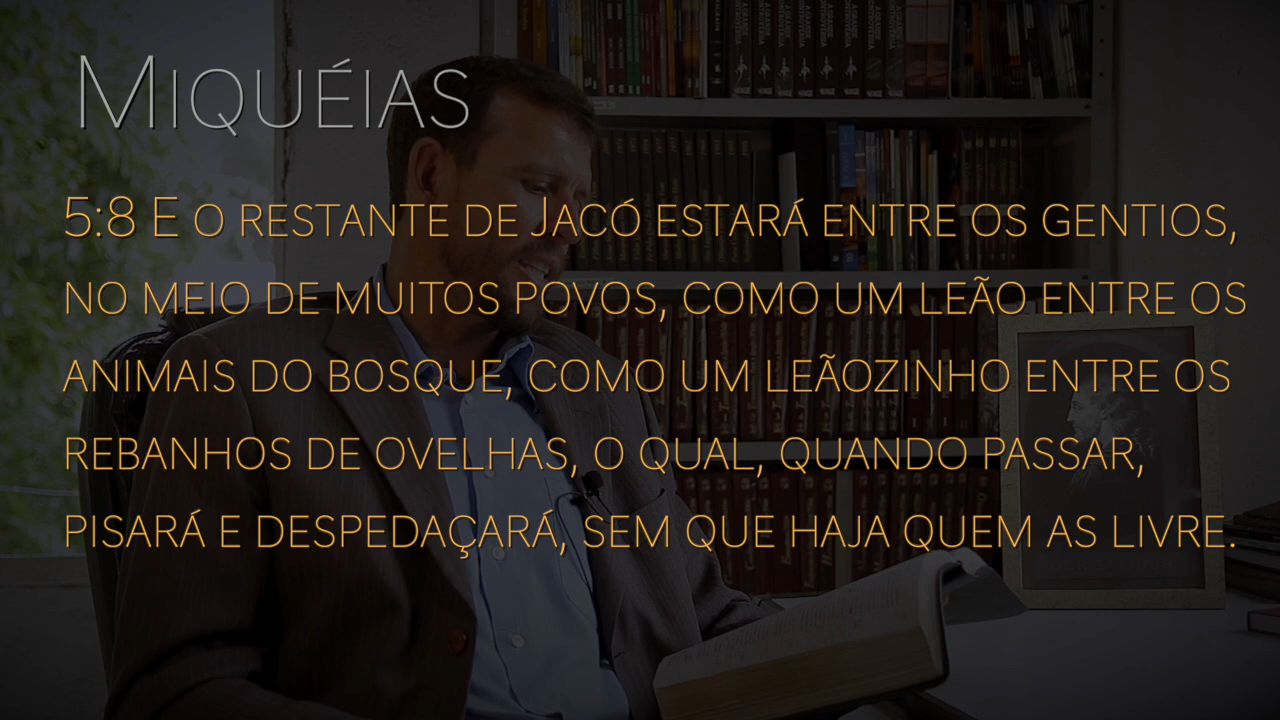 Miquéias
5:8 E o restante de Jacó estará entre os gentios,
no meio de muitos povos, como um leão entre os
animais do bosque, como um leãozinho entre os
rebanhos de ovelhas, o qual, quando passar,
pisará e despedaçará, sem que haja quem as livre.